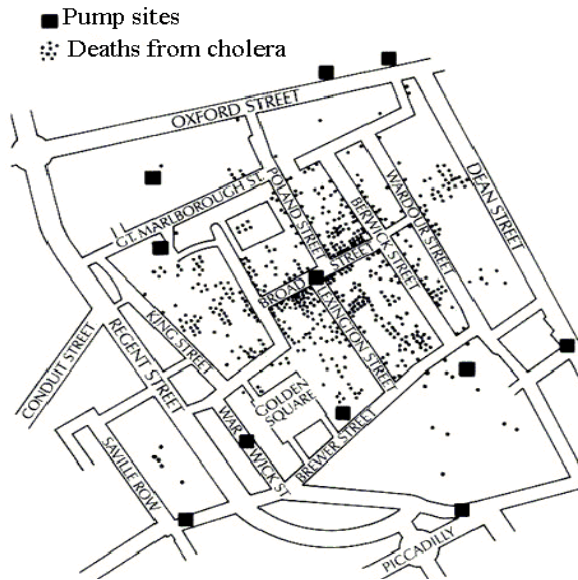 Pump sites
Deaths from cholera
OXFORD STREET
GT. MARLBOROUGH ST.
POLAND STREET
BERWICK STREET
WARDOUR STREET
DEAN STREET
BROAD STREET
LEXINGTON STREET
KING STREET
REGENT STREET
CONDUIT STREET
GOLDEN
SQUARE
WARWICK ST.
BREWER STREET
SAVILLE ROW
PICCADILLY